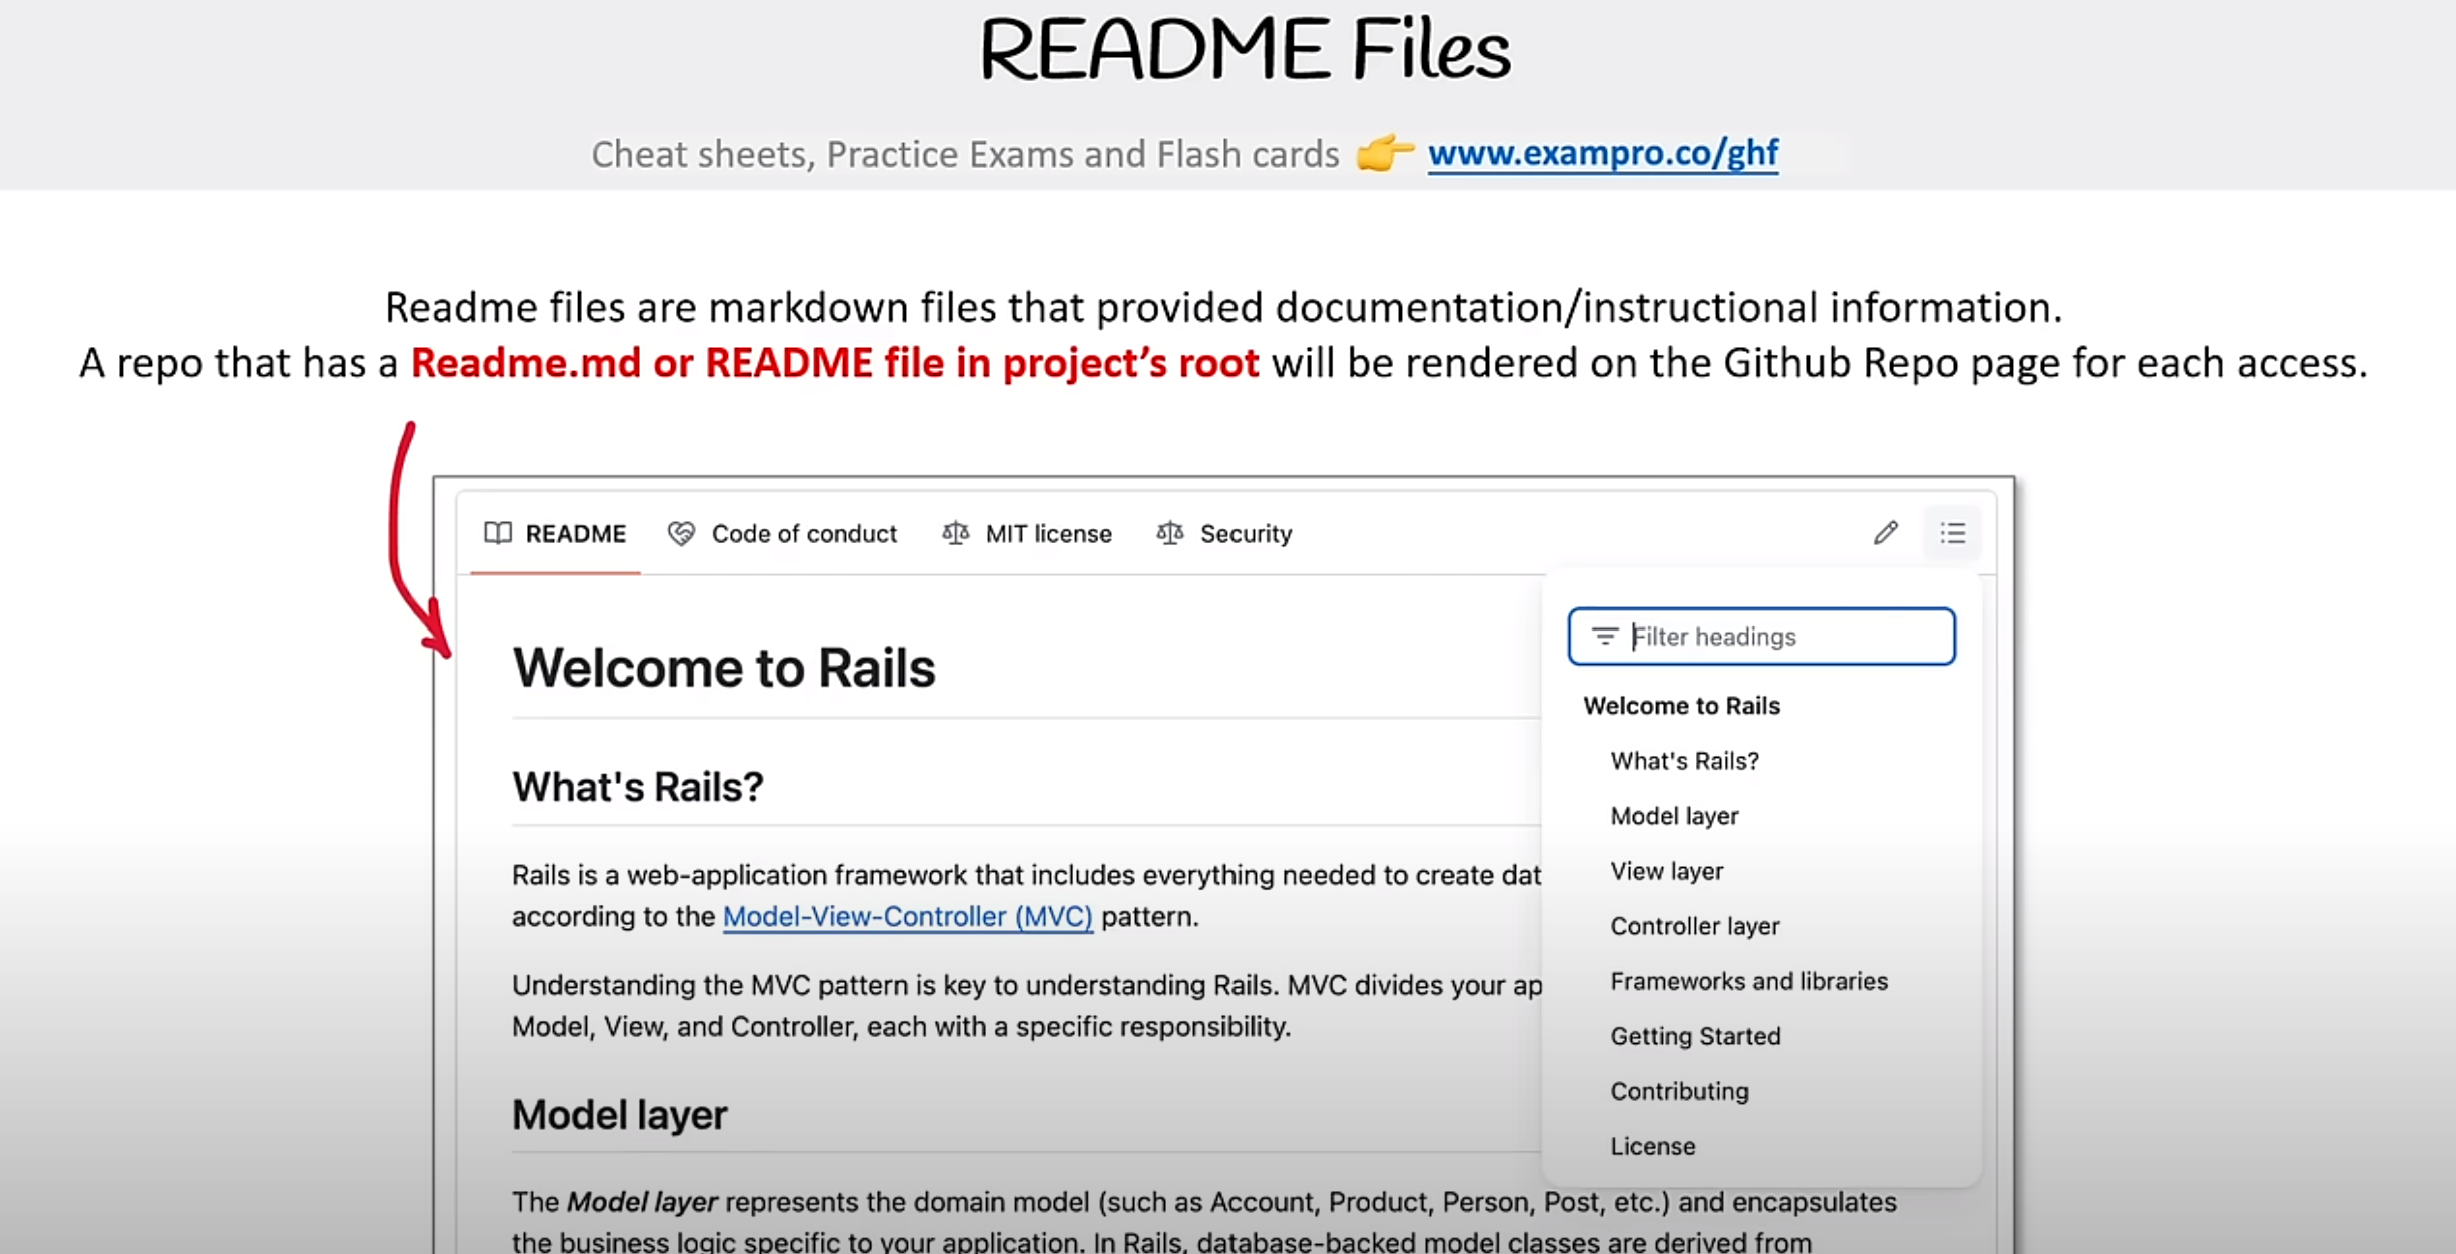 README Files
Cheat sheets, Practice Exams and Flash cards 👉 www.exampro.co/ghf
Readme files are markdown files that provided documentation/instructional information.
A repo that has a Readme.md or README file in project's root will be rendered on the Github Repo page for each access.
README Code of conduct MIT license Security
Filter headings
Welcome to Rails
What's Rails?
Model layer
View layer
Controller layer
Frameworks and libraries
Getting Started
Contributing
License
Welcome to Rails
What's Rails?
Rails is a web-application framework that includes everything needed to create dat
according to the Model-View-Controller (MVC) pattern.
Understanding the MVC pattern is key to understanding Rails. MVC divides your ap
Model, View, and Controller, each with a specific responsibility.
Model layer
The Model layer represents the domain model (such as Account, Product, Person, Post, etc.) and encapsulates
the business logic specific to your application. In Rails, database-backed model classes are derived from